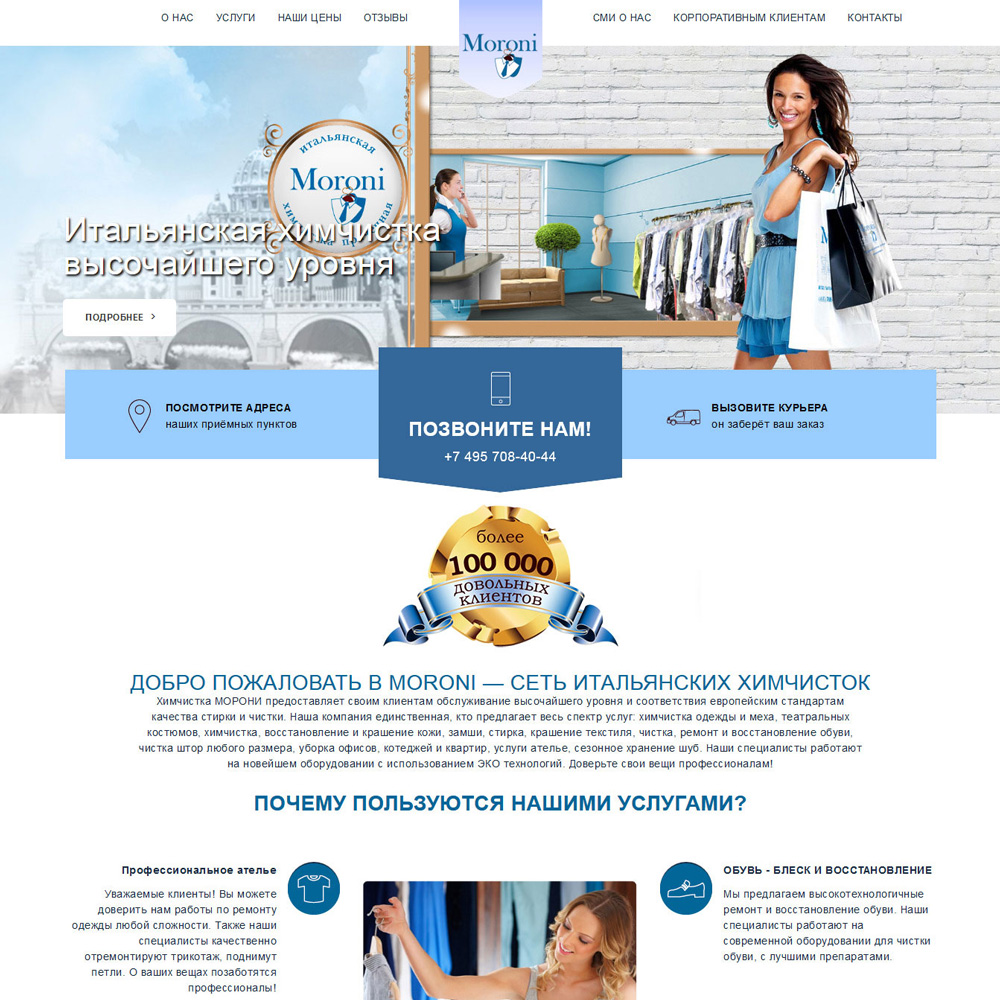 О НАС УСЛУГИ НАШИ ЦЕНЫ ОТЗЫВЫ
Moroni
СМИ О НАС КОРПОРАТИВНЫМ КЛИЕНТАМ КОНТАКТЫ
итальянская
Moroni
Итальянская химчистка
высочайшего уровня
ПОДРОБНЕЕ
ПОСМОТРИТЕ АДРЕСА
наших приёмных пунктов
ПОЗВОНИТЕ НАМ!
+7 495 708-40-44
ВЫЗОВИТЕ КУРЬЕРА
он заберёт ваш заказ
более
100 000
ДОВОЛЬНЫХ
КЛИЕНТОВ
ДОБРО ПОЖАЛОВАТЬ В MORONI — СЕТЬ ИТАЛЬЯНСКИХ ХИМЧИСТОК
Химчистка МОРОНИ предоставляет своим клиентам обслуживание высочайшего уровня и соответствия европейским стандартам
качества стирки и чистки. Наша компания единственная, кто предлагает весь спектр услуг: химчистка одежды и меха, театральных
костюмов, химчистка, восстановление и крашение кожи, замши, стирка, крашение текстиля, чистка, ремонт и восстановление обуви,
чистка штор любого размера, уборка офисов, котеджей и квартир, услуги ателье, сезонное хранение шуб. Наши специалисты работают
на новейшем оборудовании с использованием ЭКО технологий. Доверьте свои вещи профессионалам!
ПОЧЕМУ ПОЛЬЗУЮТСЯ НАШИМИ УСЛУГАМИ?
Профессиональное ателье
Уважаемые клиенты! Вы можете
доверить нам работы по ремонту
одежды любой сложности. Также наши
специалисты качественно
отремонтируют трикотаж, поднимут
петли. О ваших вещах позаботятся
профессионалы!
ОБУВЬ - БЛЕСК И ВОССТАНОВЛЕНИЕ
Мы предлагаем высокотехнологичные
ремонт и восстановление обуви. Наши
специалисты работают на
современной оборудовании для чистки
обуви, с лучшими препаратами.